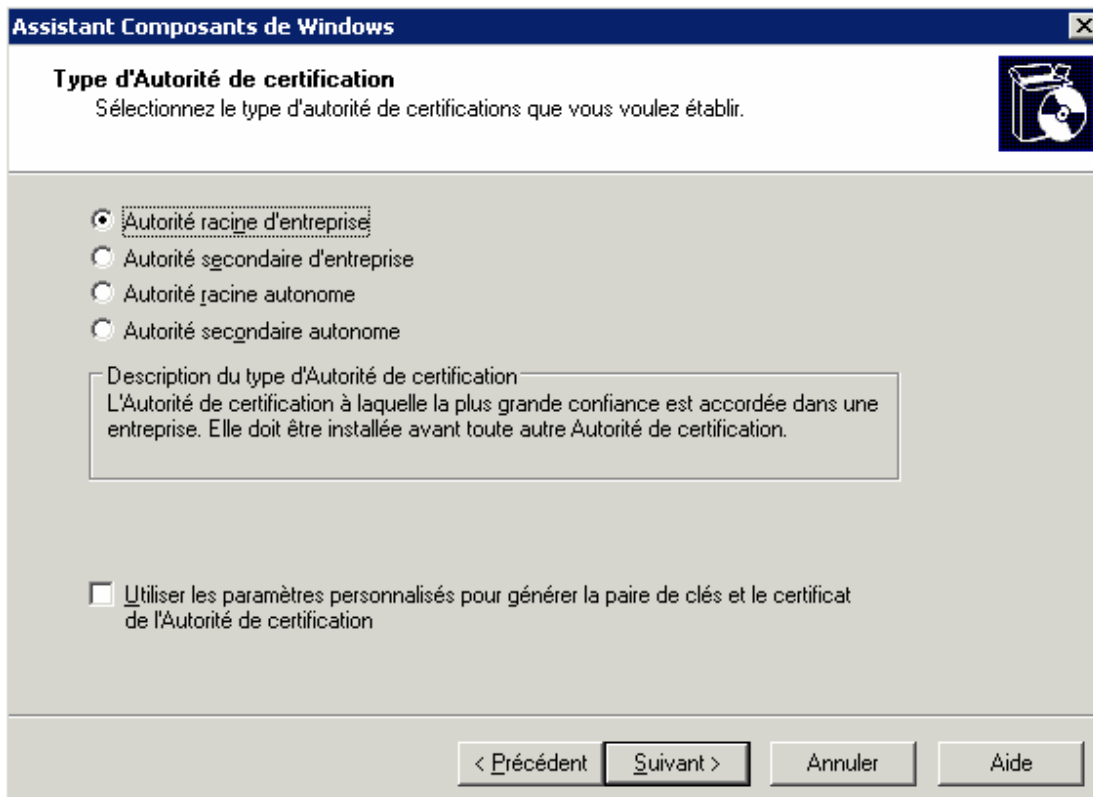 Assistant Composants de Windows
Type d'Autorité de certification
Sélectionnez le type d'autorité de certifications que vous voulez établir.
Autorité racine d'entreprise
Autorité secondaire d'entreprise
Autorité racine autonome
Autorité secondaire autonome
Description du type d'Autorité de certification
L'Autorité de certification à laquelle la plus grande confiance est accordée dans une
entreprise. Elle doit être installée avant toute autre Autorité de certification.
Utiliser les paramètres personnalisés pour générer la paire de clés et le certificat
de l'Autorité de certification
< Précédent Suivant > Annuler Aide